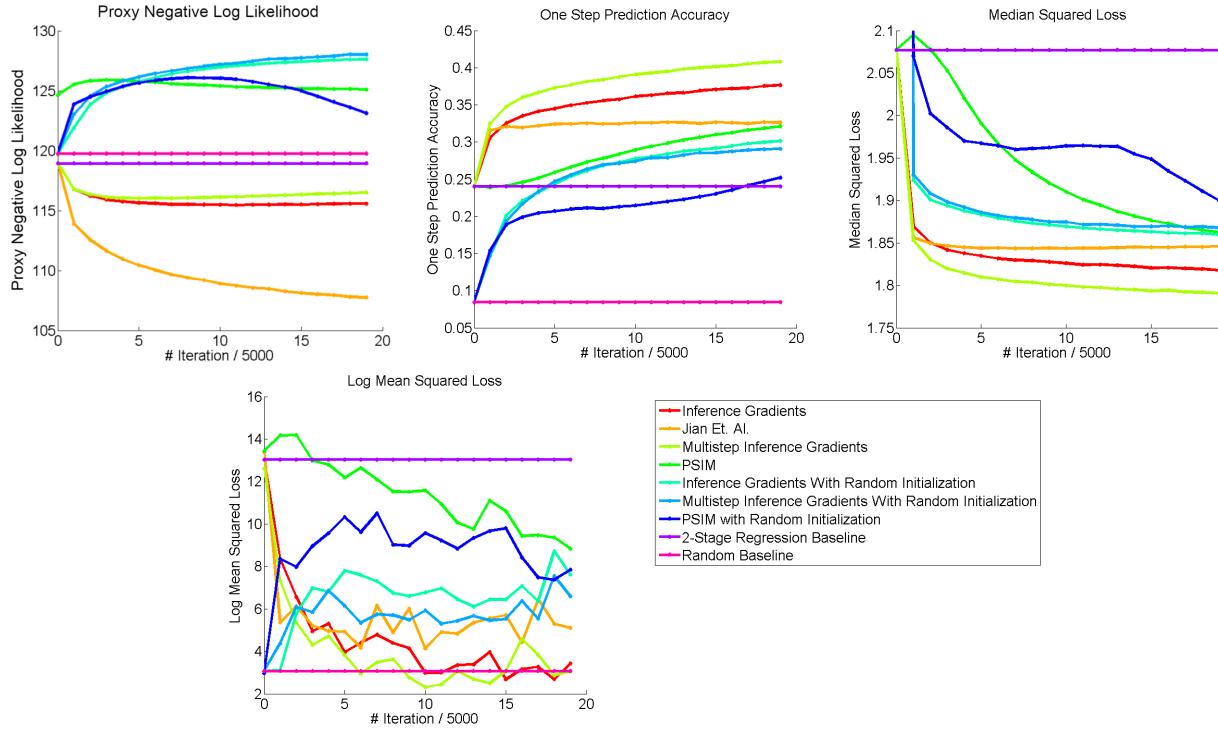 Proxy Negative Log Likelihood
130
125
120
115
110
105
0
5
10
15
20
Proxy Negative Log Likelihood
# Iteration / 5000
One Step Prediction Accuracy
0.45
0.4
0.35
0.3
0.25
0.2
0.15
0.1
0.05
0
5
10
15
20
One Step Prediction Accuracy
# Iteration / 5000
Median Squared Loss
2.1
2.05
2
1.95
1.9
1.85
1.8
1.75
0
5
10
15
Median Squared Loss
# Iteration / 5000
Log Mean Squared Loss
16
14
12
10
8
6
4
2
0
5
10
15
20
Log Mean Squared Loss
# Iteration / 5000
Inference Gradients
Jian Et. Al.
Multistep Inference Gradients
PSIM
Inference Gradients With Random Initialization
Multistep Inference Gradients With Random Initialization
PSIM with Random Initialization
2-Stage Regression Baseline
Random Baseline